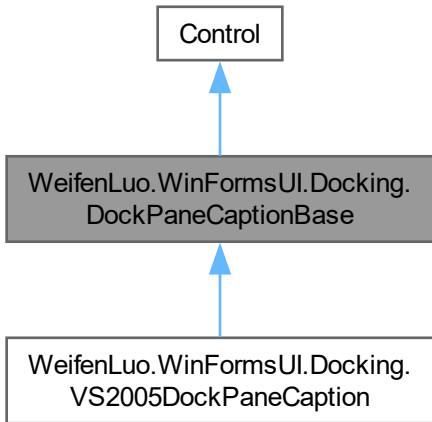 Control
WeifenLuo.WinFormsUI.Docking.
DockPaneCaptionBase
WeifenLuo.WinFormsUI.Docking.
VS2005DockPaneCaption